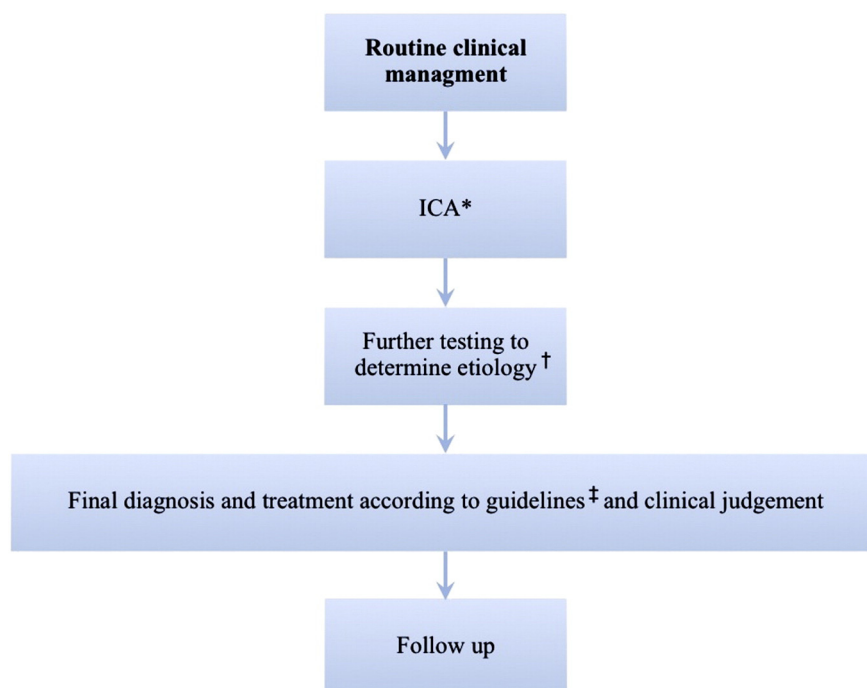 Routine clinical
managment
ICA*
Further testing to
determine etiology†
Final diagnosis and treatment according to guidelines‡ and clinical judgement
Follow up